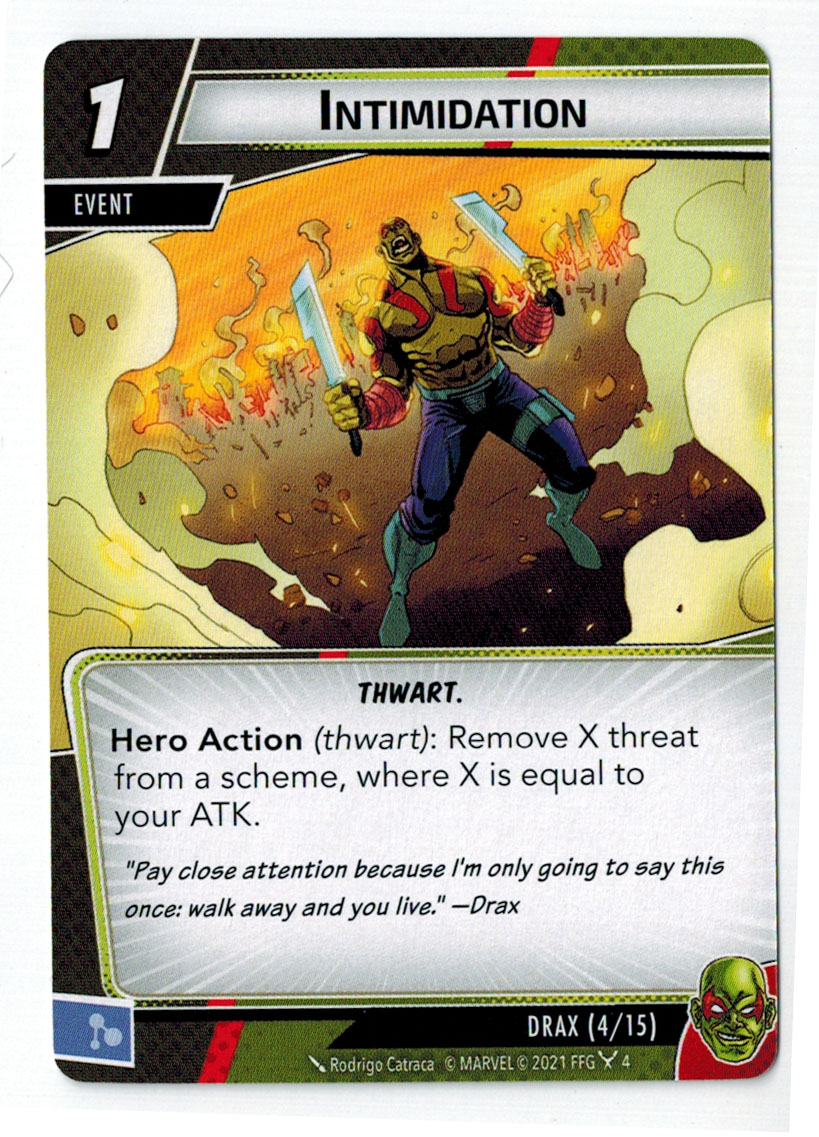 1
INTIMIDATION
EVENT
THWART.
Hero Action (thwart): Remove X threat
from a scheme, where X is equal to
your ATK.
"Pay close attention because I'm only going to say this
once: walk away and you live." —Drax
DRAX (4/15)
Rodrigo Catraca © MARVEL © 2021 FFG 4